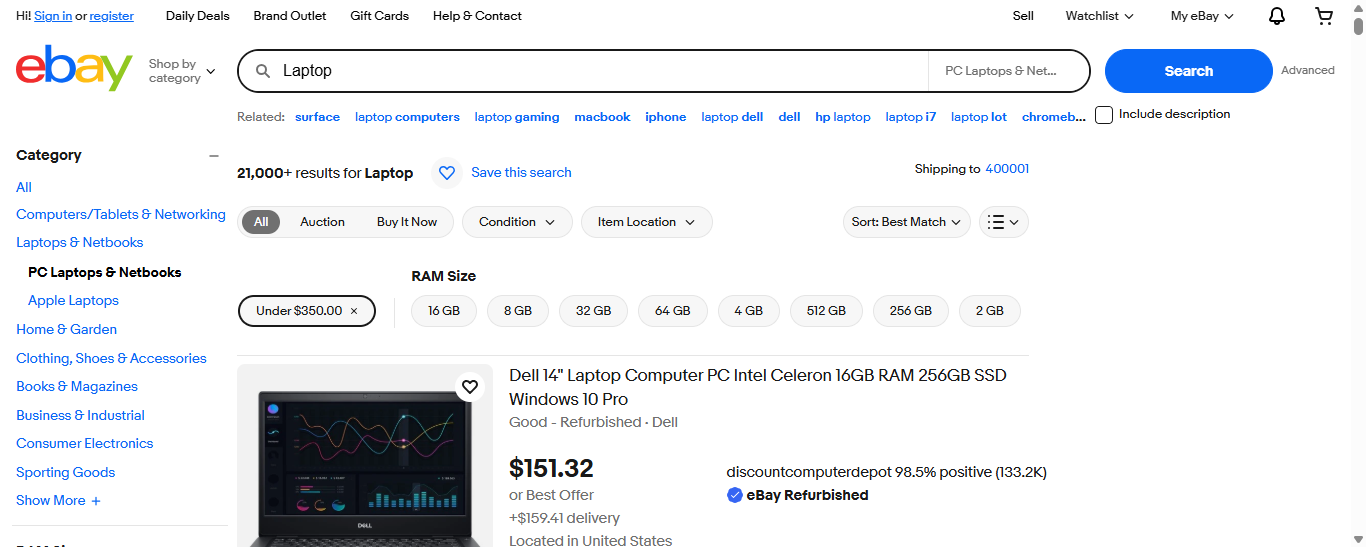 Hi! Sign in or register
Daily Deals
Brand Outlet
Gift Cards
Help & Contact
Sell
Watchlist
My eBay
ebay
Shop by
category
Laptop
PC Laptops & Net...
Search
Advanced
Related: surface laptop computers laptop gaming macbook iphone laptop dell dell hp laptop laptop i7 laptop lot chromeb...
Include description
Category
All
Computers/Tablets & Networking
Laptops & Netbooks
PC Laptops & Netbooks
Apple Laptops
Home & Garden
Clothing, Shoes & Accessories
Books & Magazines
Business & Industrial
Consumer Electronics
Sporting Goods
Show More +
21,000+ results for Laptop
Save this search
Shipping to 400001
All
Auction
Buy It Now
Condition
Item Location
Sort: Best Match
RAM Size
Under $350.00 ×
16 GB
8 GB
32 GB
64 GB
4 GB
512 GB
256 GB
2 GB
DELL
Dell 14" Laptop Computer PC Intel Celeron 16GB RAM 256GB SSD
Windows 10 Pro
Good - Refurbished · Dell
$151.32
or Best Offer
+$159.41 delivery
Located in United States
discountcomputerdepot 98.5% positive (133.2K)
eBay Refurbished